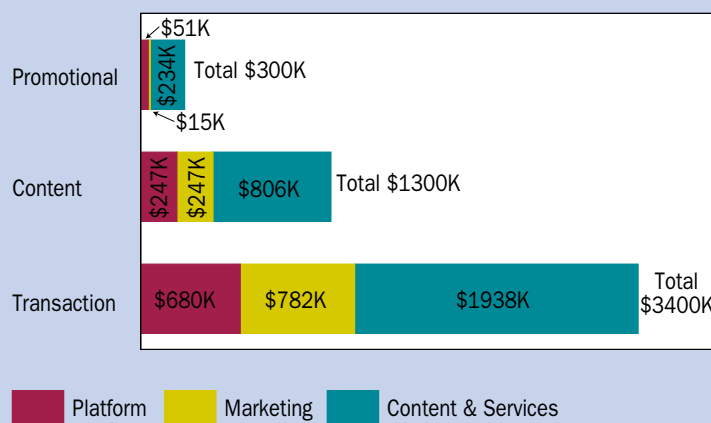 $51K
Promotional
$234K
Total $300K
$15K
Content
$247K
$247K
$806K
Total $1300K
Transaction
$680K
$782K
$1938K
Total
$3400K
Platform
Marketing
Content & Services